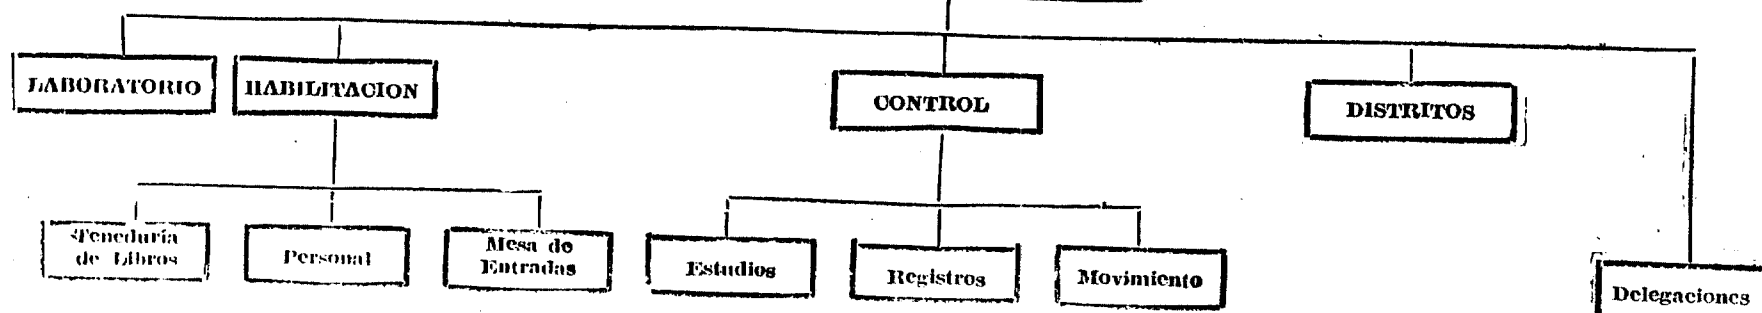 LABORATORIO
HABILITACION
CONTROL
DISTRITOS
Teneduría
de Libros
Personal
Mesa de
Entradas
Estudios
Registros
Movimiento
Delegaciones